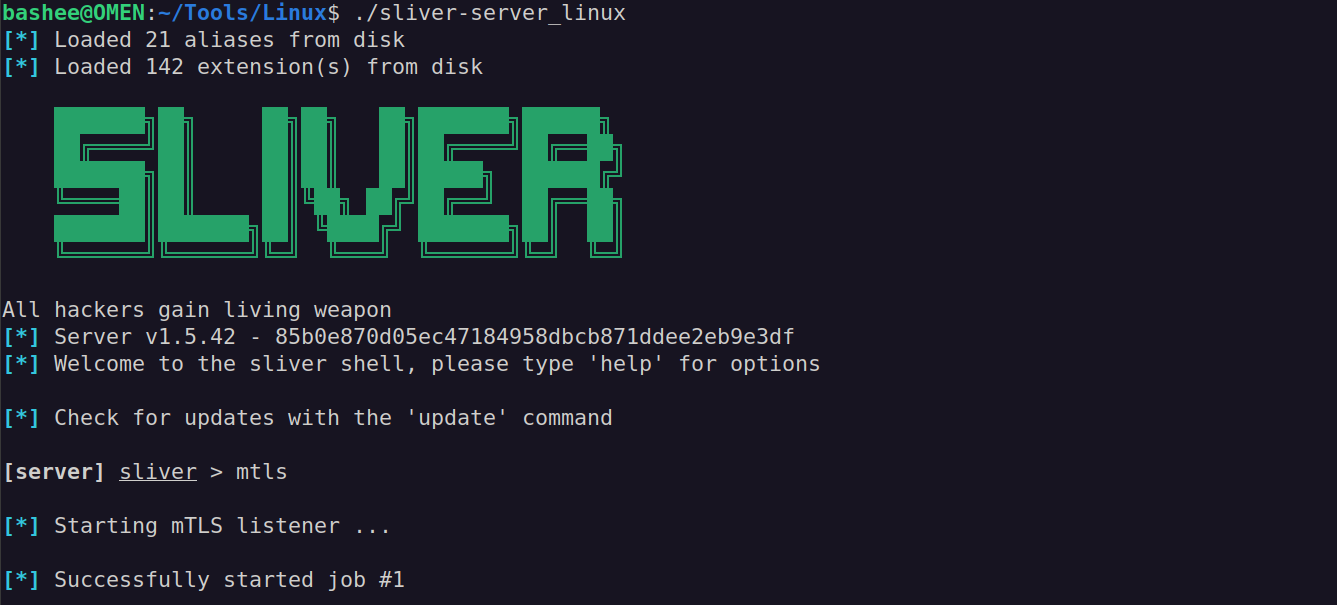 bashee@OMEN:~/Tools/Linux$ ./sliver-server_linux
[*] Loaded 21 aliases from disk
[*] Loaded 142 extension(s) from disk
SLIVER
All hackers gain living weapon
[*] Server v1.5.42 - 85b0e870d05ec47184958dbcb871ddee2eb9e3df
[*] Welcome to the sliver shell, please type 'help' for options
[*] Check for updates with the 'update' command
[server] sliver > mtls
[*] Starting mTLS listener ...
[*] Successfully started job #1